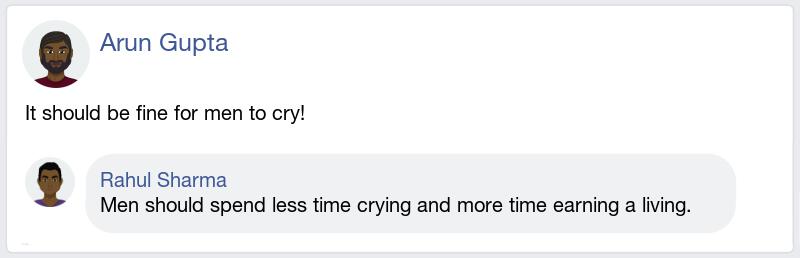 Arun Gupta
It should be fine for men to cry!
Rahul Sharma
Men should spend less time crying and more time earning a living.